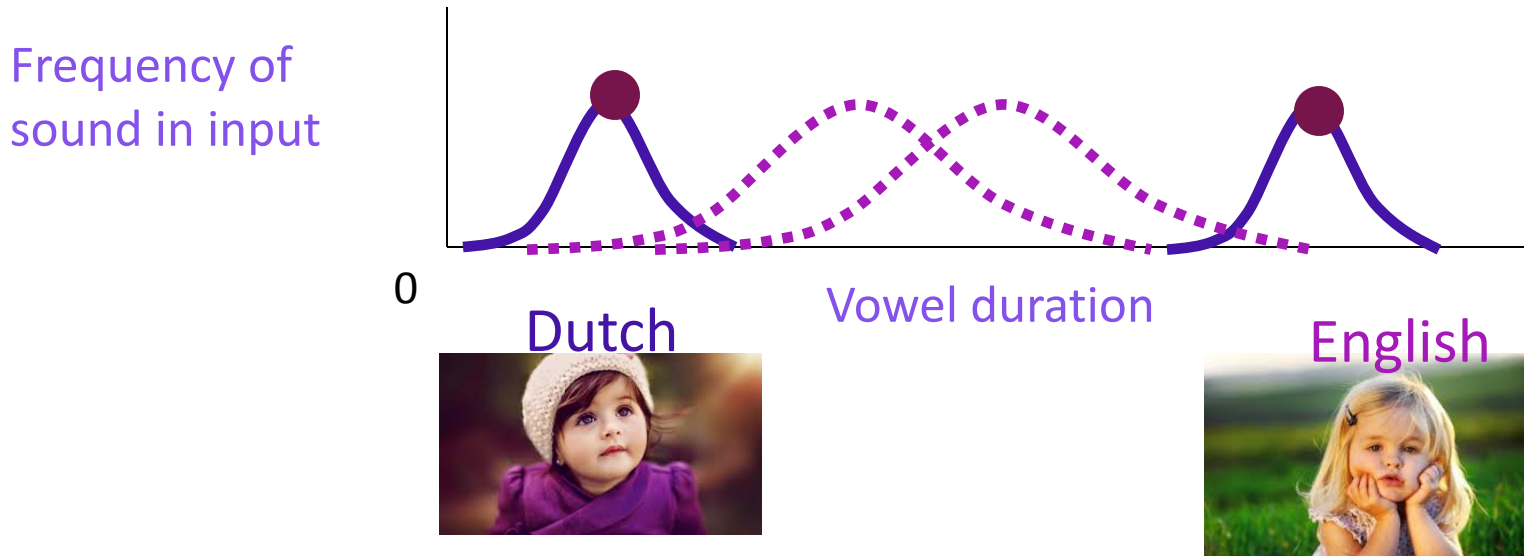 Frequency of
sound in input
0
Vowel duration
Dutch
English